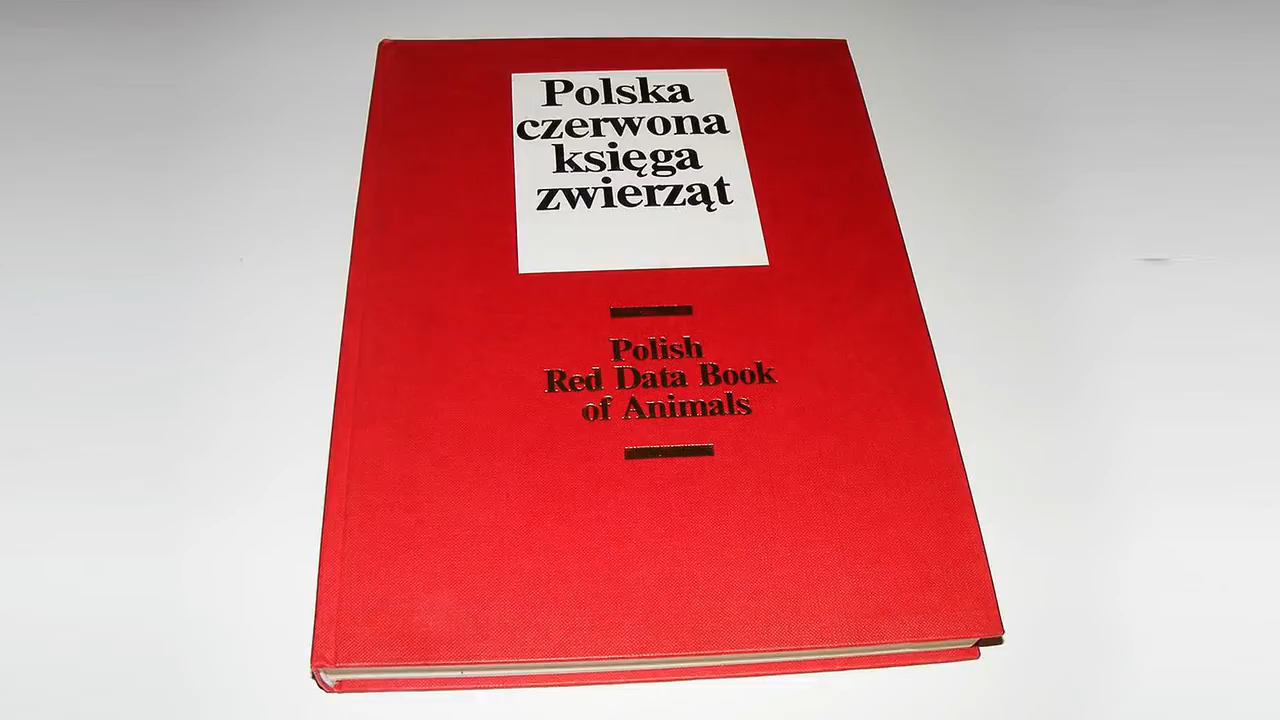 Polska
czerwona
księga
zwierząt
Polish
Red Data Book
of Animals